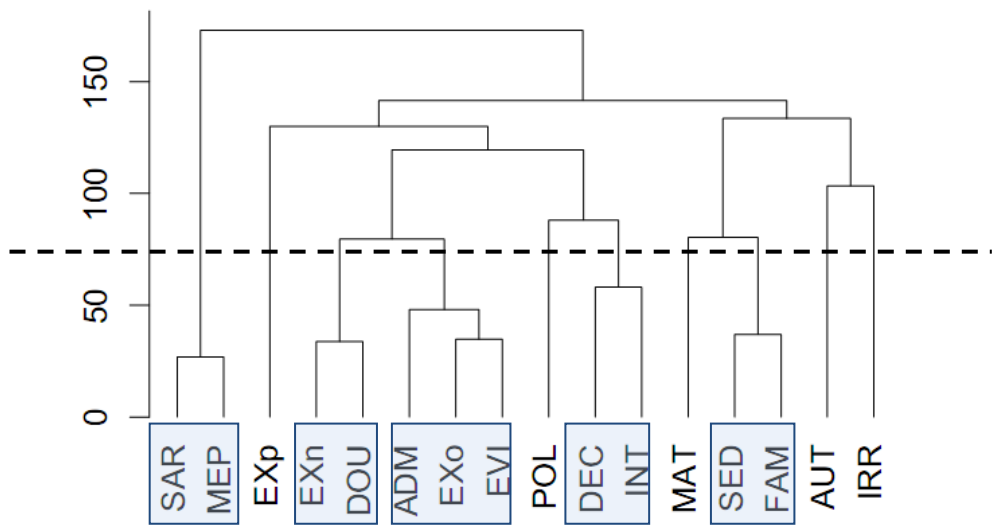 150
100
50
0
SAR MEP EXp EXn DOU ADM EXo EVI POL DEC INT MAT SED FAM AUT IRR